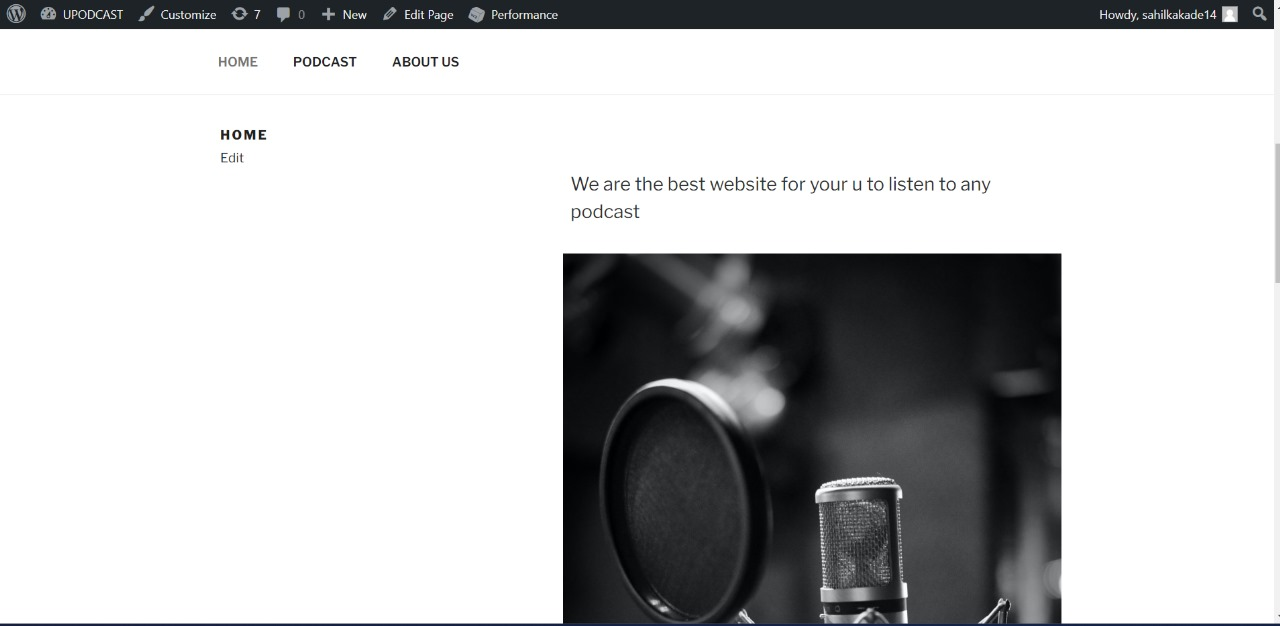 UPODCAST Customize 7 0 New Edit Page Performance Howdy, sahilkakade14
HOME PODCAST ABOUT US
HOME
Edit
We are the best website for your u to listen to any
podcast